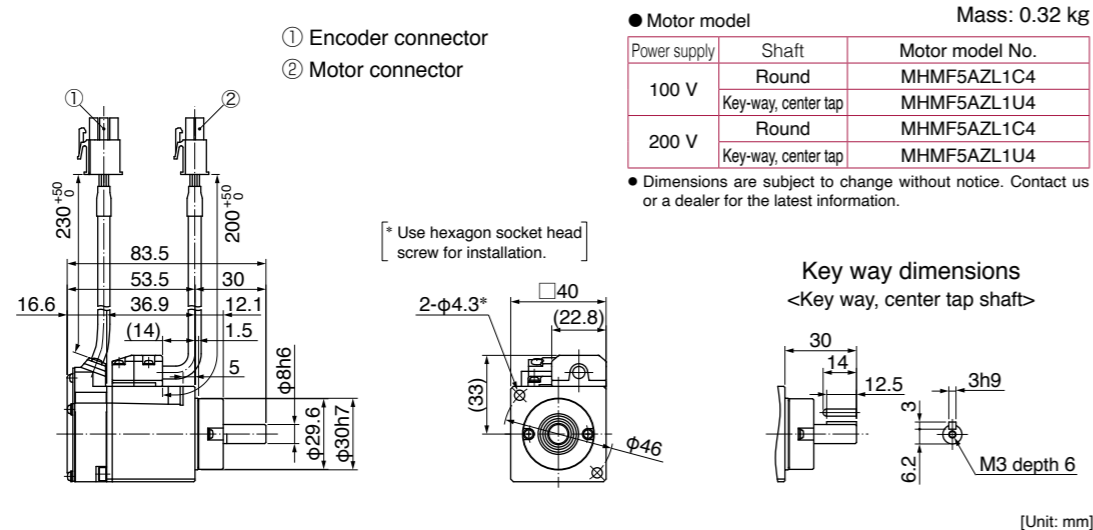 ① Encoder connector
② Motor connector
● Motor model
Mass: 0.32 kg
Power supply Shaft Motor model No.
100 V Round MHMF5AZL1C4
Key-way, center tap MHMF5AZL1U4
200 V Round MHMF5AZL1C4
Key-way, center tap MHMF5AZL1U4
● Dimensions are subject to change without notice. Contact us
or a dealer for the latest information.
① ②
230 +50 0
200 +50 0
83.5
53.5 30
16.6 36.9 12.1
(14) 1.5
5
ϕ8h6
ϕ29.6
ϕ30h7
* Use hexagon socket head
screw for installation.
□40
2-ϕ4.3*
(22.8)
(33)
ϕ46
Key way dimensions
<Key way, center tap shaft>
30
14
12.5
3h9
3
6.2
M3 depth 6
[Unit: mm]